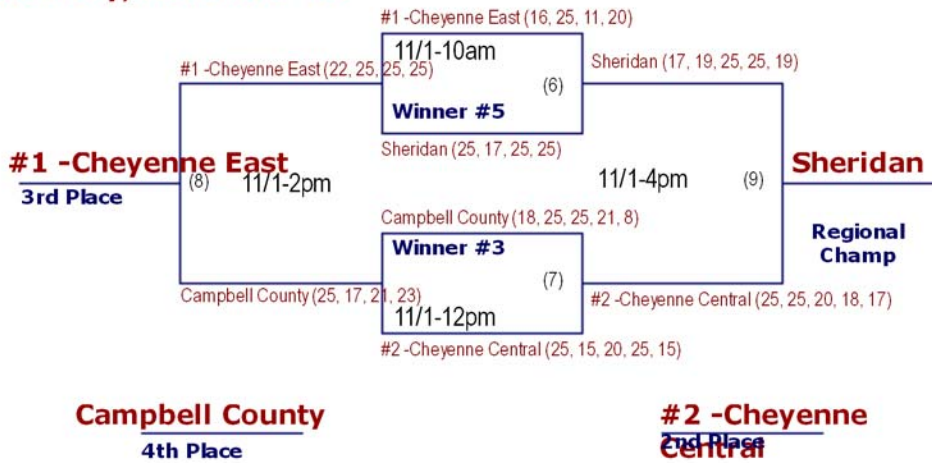 #1 -Cheyenne East (16, 25, 11, 20)
11/1-10am
#1 -Cheyenne East (22, 25, 25, 25)
Sheridan (17, 19, 25, 25, 19)
(6)
Winner #5
Sheridan (25, 17, 25, 25)
#1 -Cheyenne East
Sheridan
(8)
11/1-2pm
11/1-4pm
(9)
3rd Place
Campbell County (18, 25, 25, 21, 8)
Regional
Champ
Winner #3
(7)
Campbell County (25, 17, 21, 23)
#2 -Cheyenne Central (25, 25, 20, 18, 17)
11/1-12pm
#2 -Cheyenne Central (25, 15, 20, 25, 15)
Campbell County
4th Place
#2 -Cheyenne
Central
2nd Place